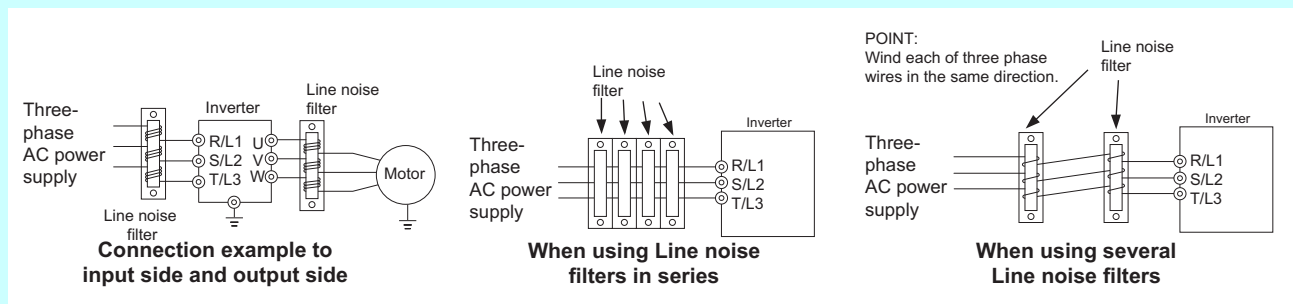 Three-
phase
AC power
supply
Inverter
R/L1
S/L2
T/L3
U
V
W
Line noise
filter
Motor
Line noise
filter
Connection example to
input side and output side
Line noise
filter
Three-
phase
AC power
supply
Inverter
R/L1
S/L2
T/L3
When using Line noise
filters in series
POINT:
Wind each of three phase
wires in the same direction.
Line noise
filter
Three-
phase
AC power
supply
Inverter
R/L1
S/L2
T/L3
When using several
Line noise filters